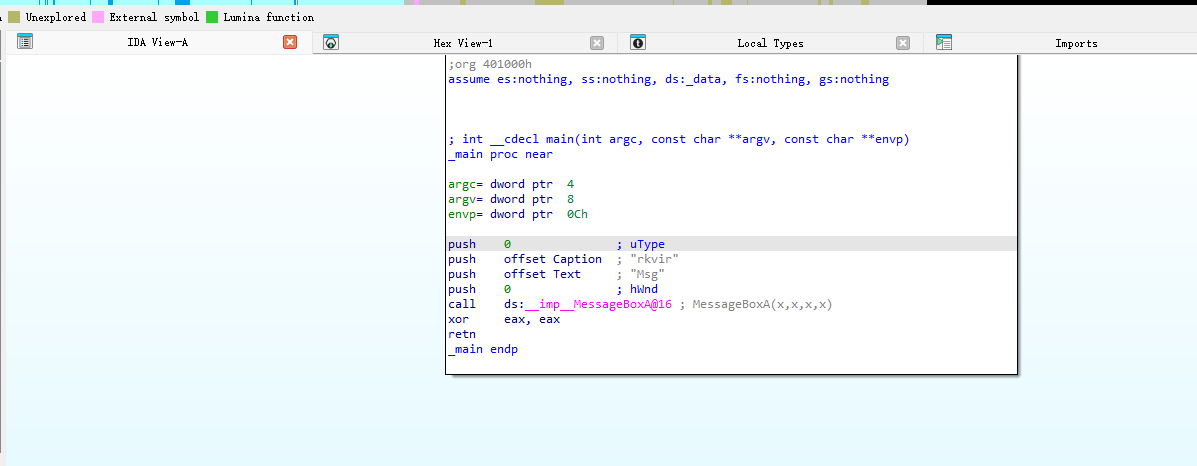 Unexplored External symbol Lumina function
IDA View-A Hex View-1 Local Types Imports
;org 401000h
assume es:nothing, ss:nothing, ds:_data, fs:nothing, gs:nothing
; int __cdecl main(int argc, const char **argv, const char **envp)
_main proc near
argc= dword ptr  4
argv= dword ptr  8
envp= dword ptr  0Ch
push    0               ; uType
push    offset Caption  ; "rkvir"
push    offset Text     ; "Msg"
push    0               ; hWnd
call    ds:__imp__MessageBoxA@16 ; MessageBoxA(x,x,x,x)
xor     eax, eax
retn
_main endp